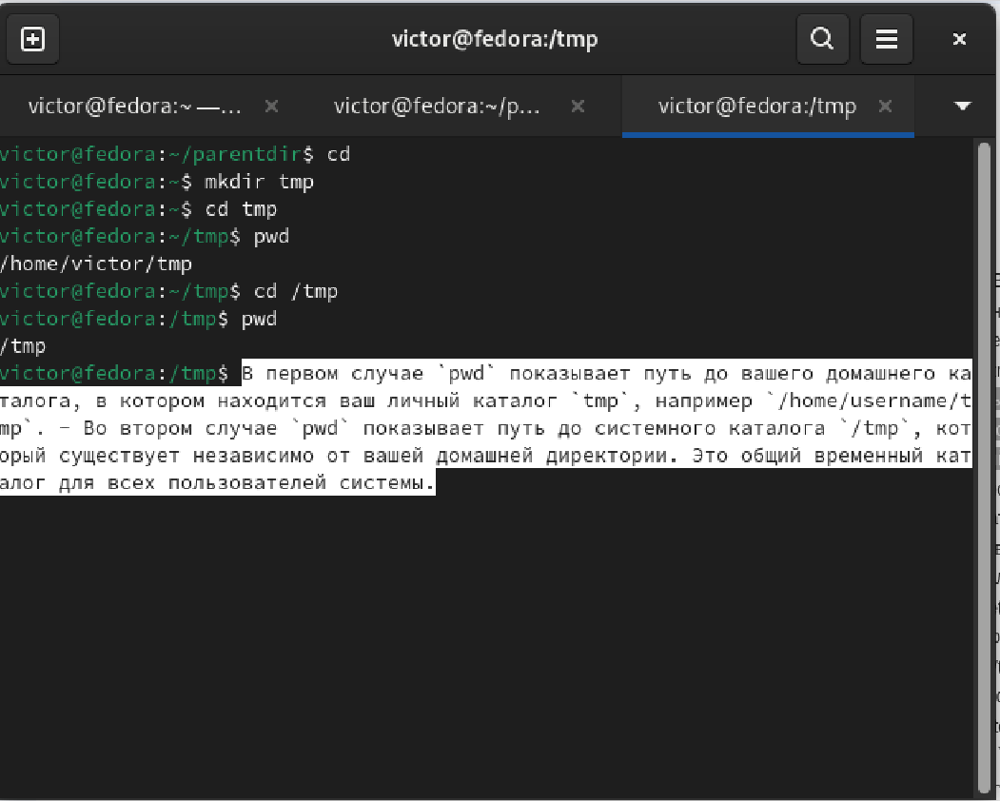 victor@fedora:/tmp
victor@fedora:~ —... victor@fedora:~/p... victor@fedora:/tmp
victor@fedora:~/parentdir$ cd
victor@fedora:~$ mkdir tmp
victor@fedora:~$ cd tmp
victor@fedora:~/tmp$ pwd
/home/victor/tmp
victor@fedora:~/tmp$ cd /tmp
victor@fedora:/tmp$ pwd
/tmp
victor@fedora:/tmp$ В первом случае `pwd` показывает путь до вашего домашнего ка
талога, в котором находится ваш личный каталог `tmp`, например `/home/username/t
mp`. – Во втором случае `pwd` показывает путь до системного каталога `/tmp`, кот
орый существует независимо от вашей домашней директории. Это общий временный кат
алог для всех пользователей системы.